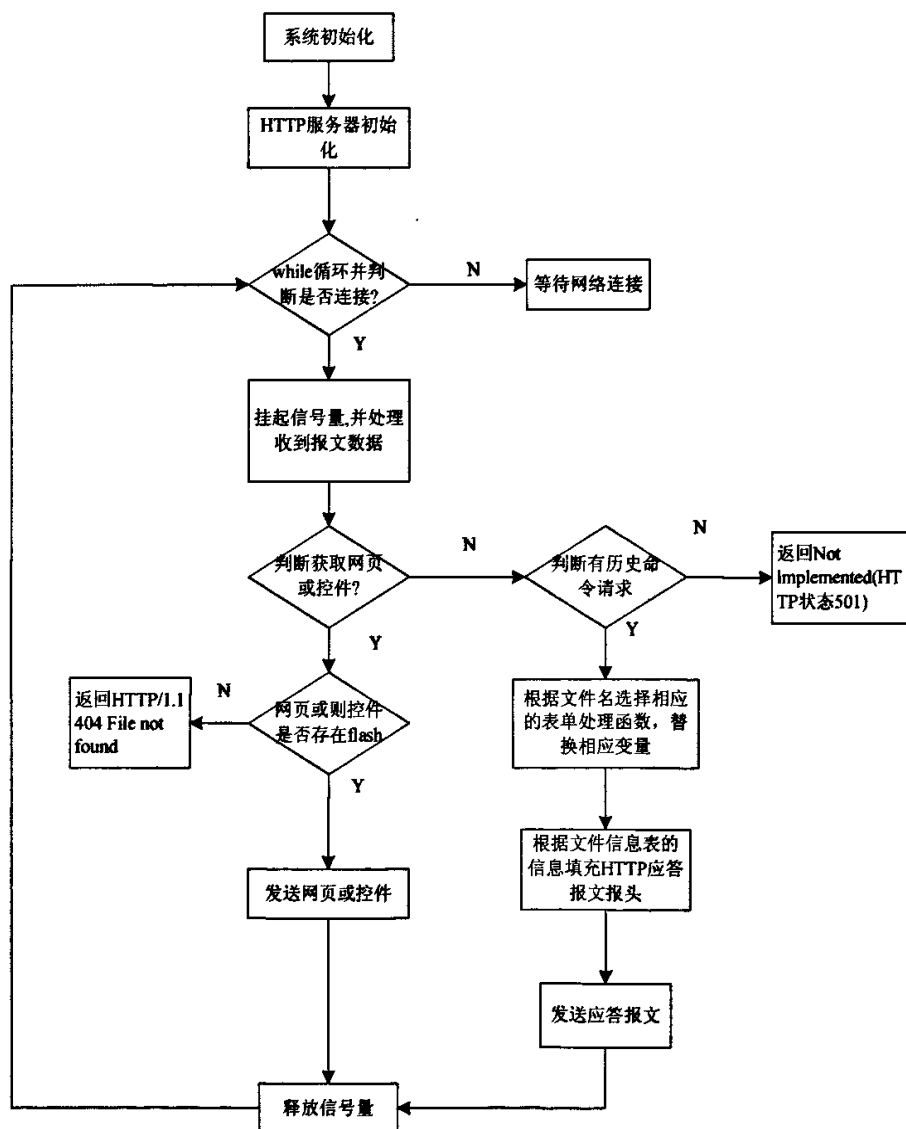 系统初始化
HTTP服务器初始
化
while循环并判
断是否连接?
N
等待网络连接
Y
挂起信号量,并处理
收到报文数据
判断获取网页
或控件?
N
判断有历史命
令请求
N
返回Not
implemented(HT
TP状态501)
Y
Y
返回HTTP/1.1
404 File not
found
N
网页或则控件
是否存在flash
Y
根据文件名选择相应
的表单处理函数，替
换相应变量
根据文件信息表的
信息填充HTTP应答
报文报头
发送网页或控件
发送应答报文
释放信号量